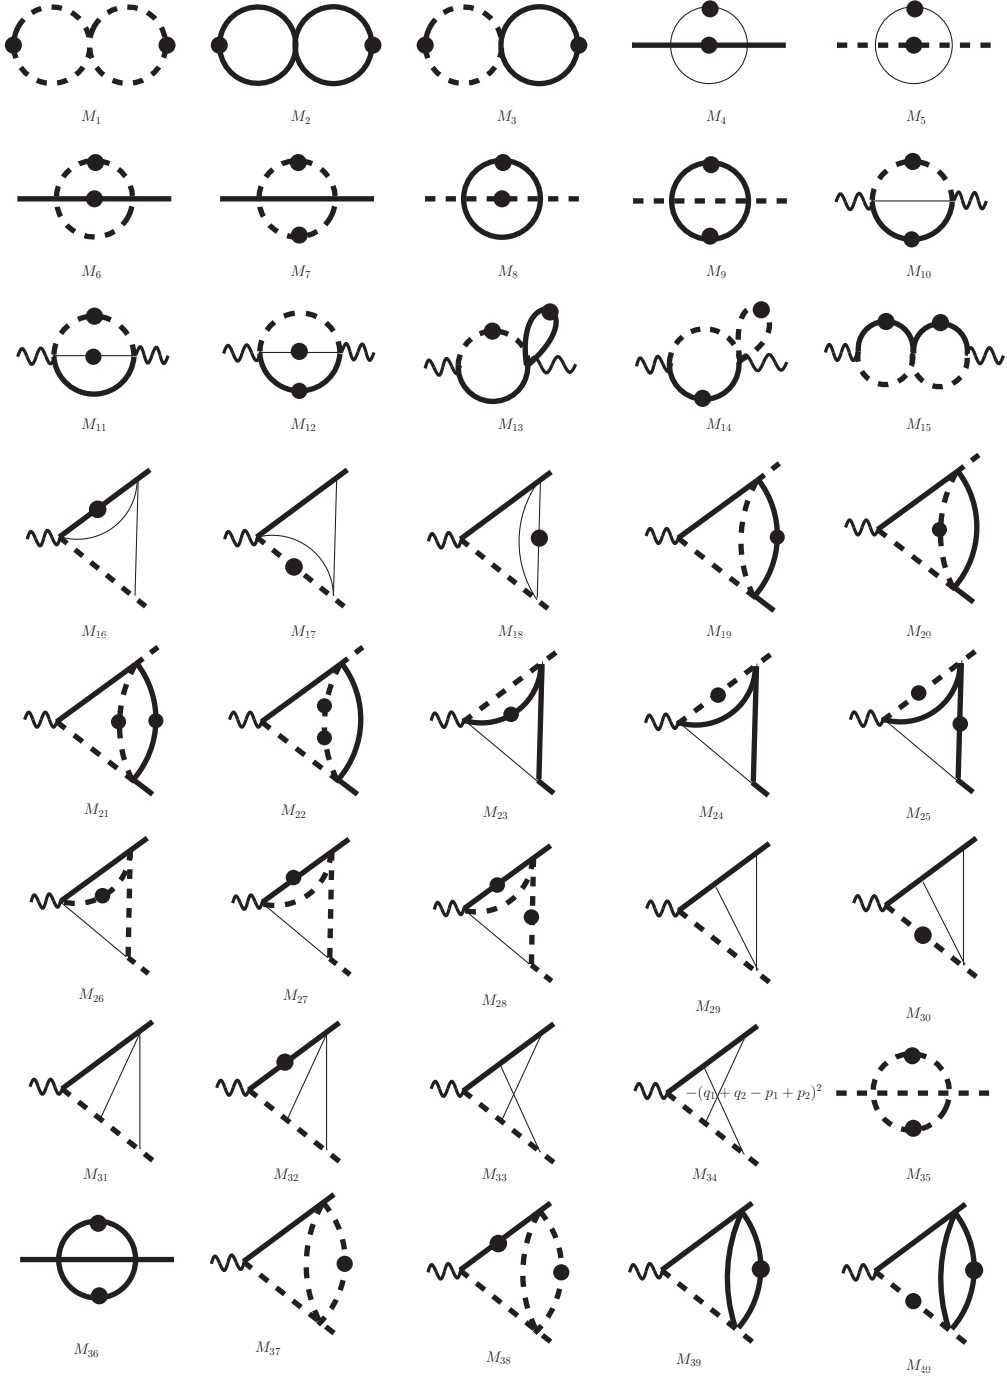 M₁ M₂ M₃ M₄ M₅
M₆ M₇ M₈ M₉ M₁₀
M₁₁ M₁₂ M₁₃ M₁₄ M₁₅
M₁₆ M₁₇ M₁₈ M₁₉ M₂₀
M₂₁ M₂₂ M₂₃ M₂₄ M₂₅
M₂₆ M₂₇ M₂₈ M₂₉ M₃₀
−(q₁ + q₂ − p₁ + p₂)²
M₃₁ M₃₂ M₃₃ M₃₄ M₃₅
M₃₆ M₃₇ M₃₈ M₃₉ M₄₀